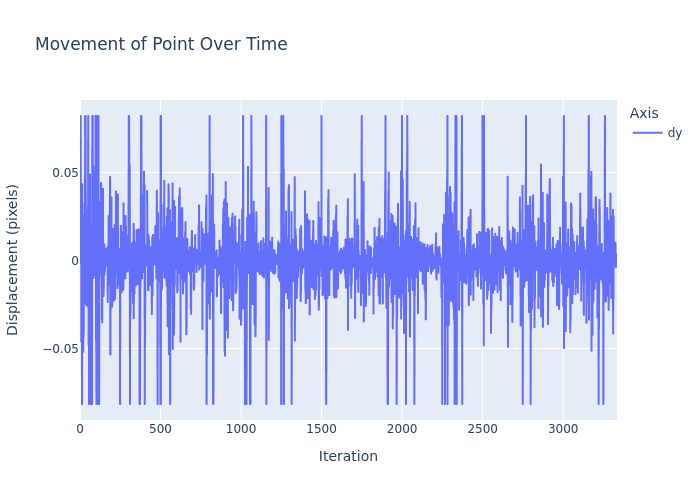 Movement of Point Over Time
Axis
dy
0.05
0
−0.05
Displacement (pixels)
0
500
1000
1500
2000
2500
3000
Iteration